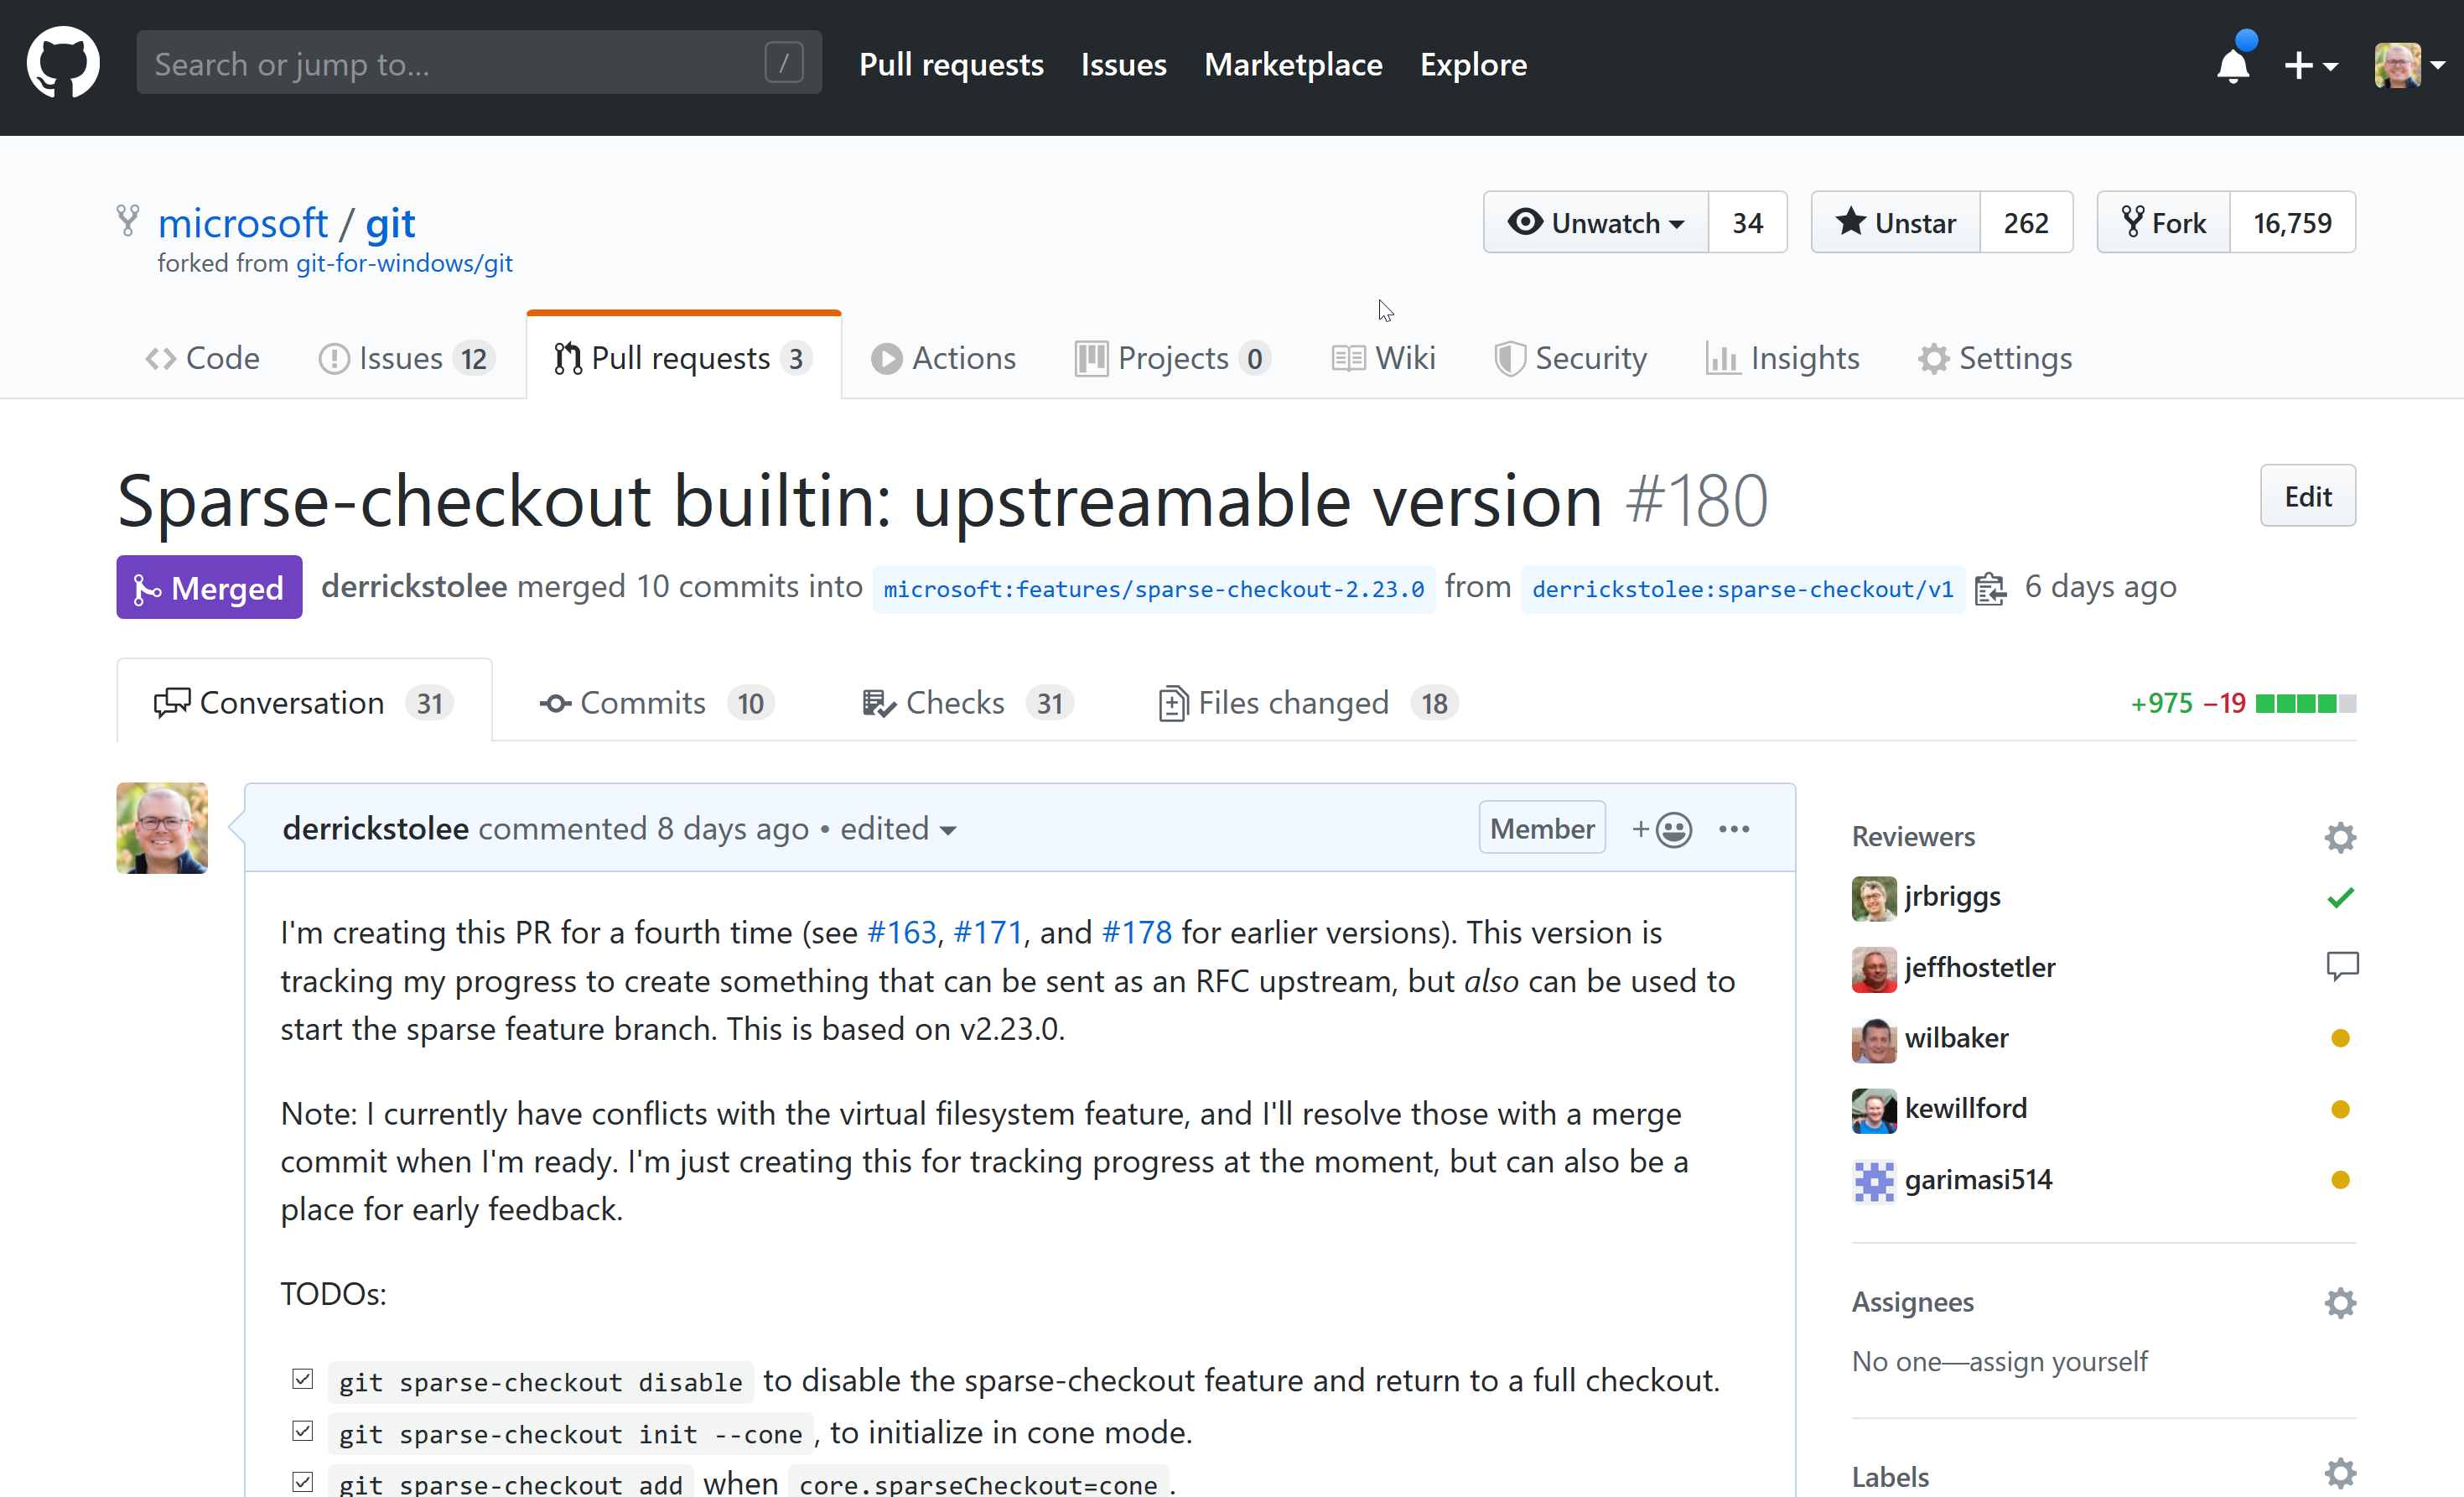 Search or jump to... /
Pull requests Issues Marketplace Explore
microsoft / git
forked from git-for-windows/git
Unwatch 34 Unstar 262 Fork 16,759
Code Issues 12 Pull requests 3 Actions Projects 0 Wiki Security Insights Settings
Sparse-checkout builtin: upstreamable version #180
Edit
Merged derrickstolee merged 10 commits into microsoft:features/sparse-checkout-2.23.0 from derrickstolee:sparse-checkout/v1 6 days ago
Conversation 31 Commits 10 Checks 31 Files changed 18
+975 −19
derrickstolee commented 8 days ago • edited
Member
I'm creating this PR for a fourth time (see #163, #171, and #178 for earlier versions). This version is
tracking my progress to create something that can be sent as an RFC upstream, but also can be used to
start the sparse feature branch. This is based on v2.23.0.
Note: I currently have conflicts with the virtual filesystem feature, and I'll resolve those with a merge
commit when I'm ready. I'm just creating this for tracking progress at the moment, but can also be a
place for early feedback.
TODOs:
git sparse-checkout disable to disable the sparse-checkout feature and return to a full checkout.
git sparse-checkout init --cone , to initialize in cone mode.
git sparse-checkout add when core.sparseCheckout=cone .
Reviewers
jrbriggs
jeffhostetler
wilbaker
kewillford
garimasi514
Assignees
No one—assign yourself
Labels